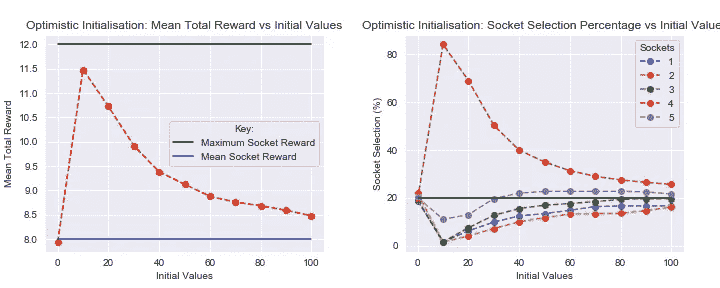 Optimistic Initialisation: Mean Total Reward vs Initial Values
12.0
11.5
11.0
10.5
10.0
9.5
9.0
8.5
8.0
Mean Total Reward
Key:
Maximum Socket Reward
Mean Socket Reward
0 20 40 60 80 100
Initial Values
Optimistic Initialisation: Socket Selection Percentage vs Initial Value
80
60
40
20
0
Socket Selection (%)
Sockets
1
2
3
4
5
0 20 40 60 80 100
Initial Values